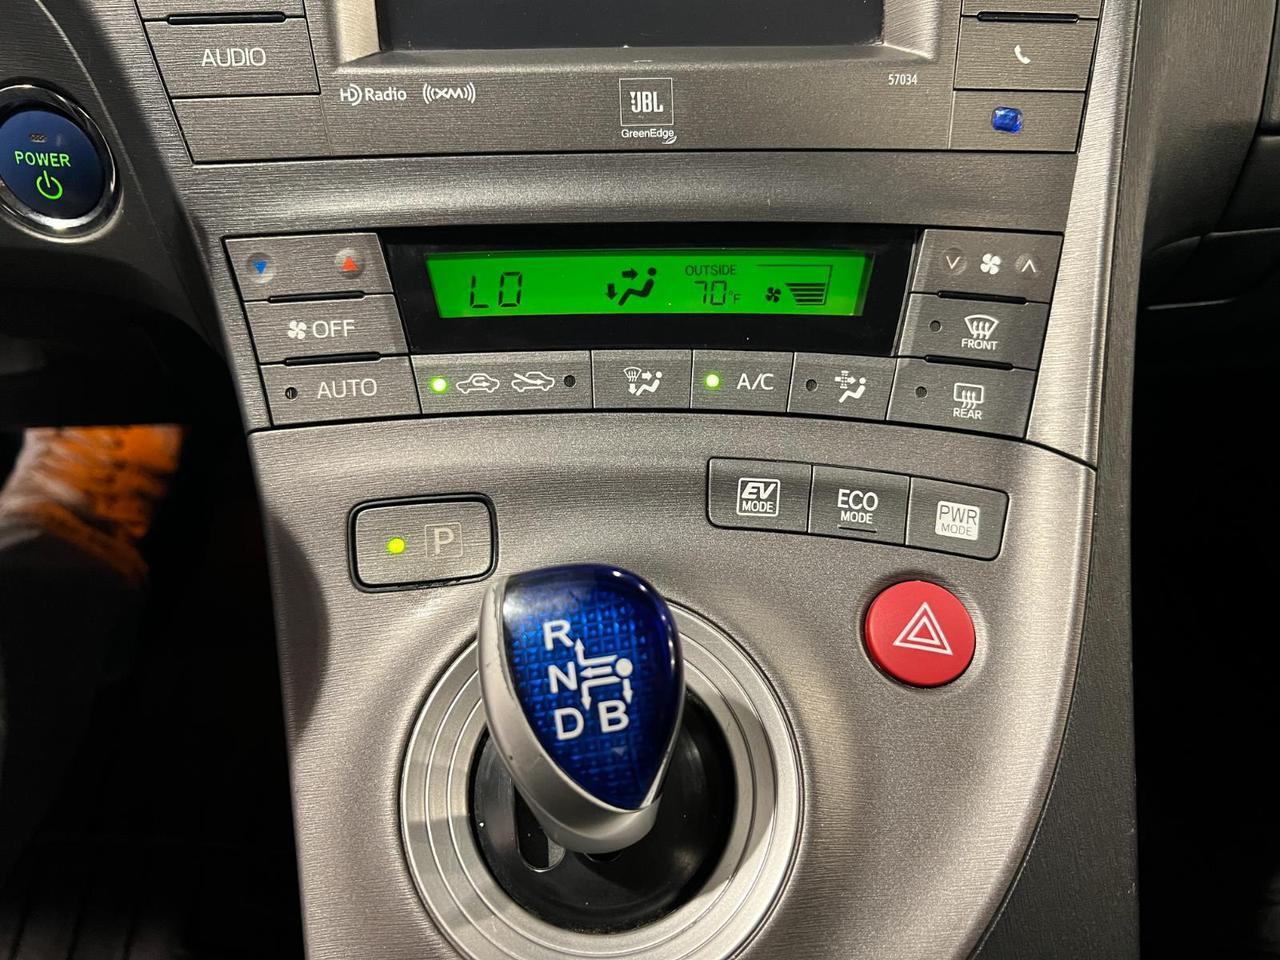 AUDIO
HD Radio
((XM))
JBL
GreenEdge
57034
POWER
LO
OUTSIDE
70°F
OFF
FRONT
AUTO
A/C
REAR
EV
MODE
ECO
MODE
PWR
MODE
P
R
N
D
B